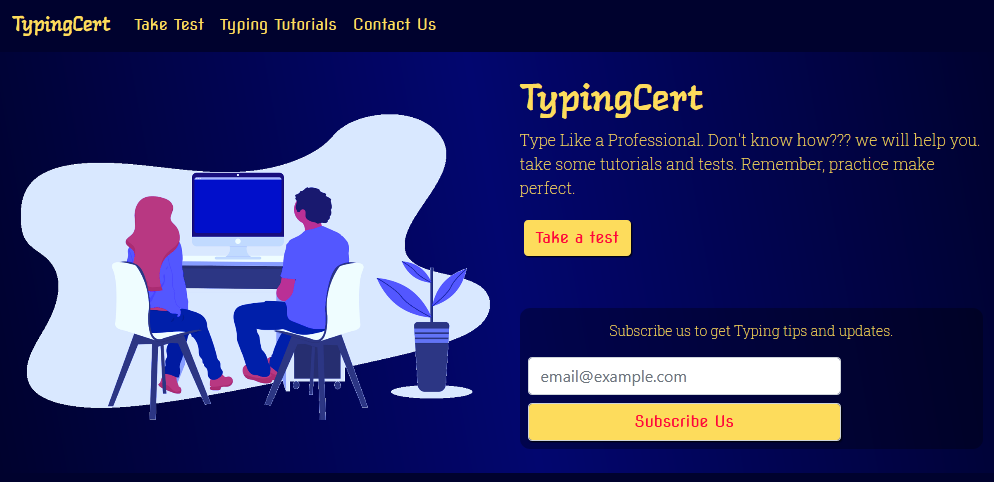 TypingCert Take Test Typing Tutorials Contact Us
TypingCert
Type Like a Professional. Don't know how??? we will help you.
take some tutorials and tests. Remember, practice make
perfect.
Take a test
Subscribe us to get Typing tips and updates.
email@example.com
Subscribe Us